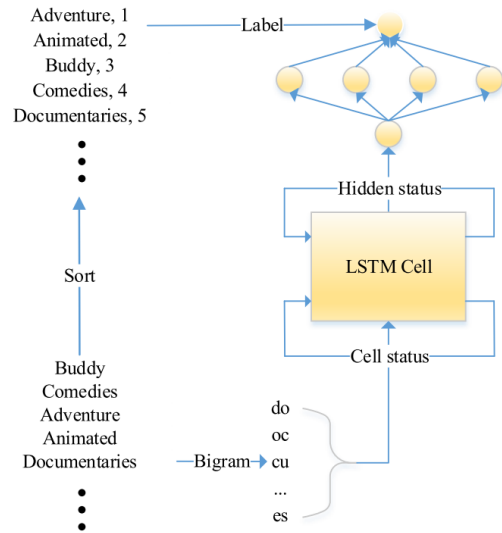 Adventure, 1
Animated, 2
Buddy, 3
Comedies, 4
Documentaries, 5
Label
Hidden status
LSTM Cell
Cell status
Sort
Buddy
Comedies
Adventure
Animated
Documentaries
Bigram
do
oc
cu
...
es